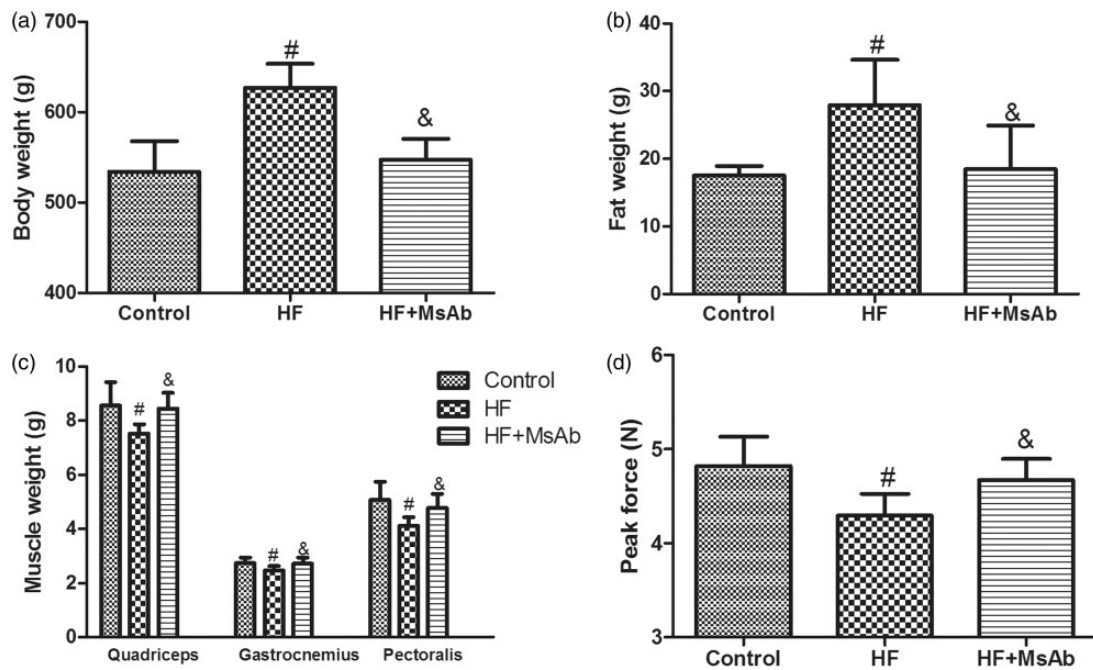 (a)
Body weight (g)
700
600
500
400
#
&
Control HF HF+MsAb
(b)
Fat weight (g)
40
30
20
10
0
#
&
Control HF HF+MsAb
(c)
Muscle weight (g)
10
8
6
4
2
0
# &
# &
# &
Control
HF
HF+MsAb
Quadriceps Gastrocnemius Pectoralis
(d)
Peak force (N)
6
5
4
3
#
&
Control HF HF+MsAb